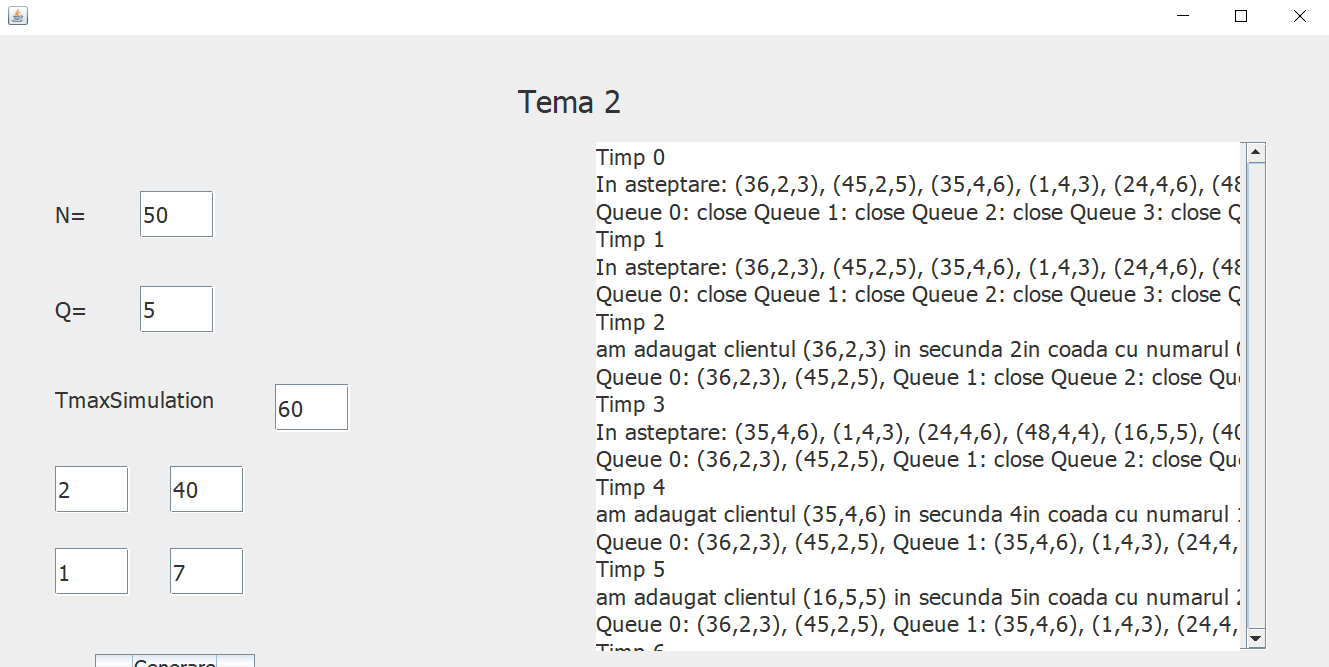 Tema 2
N=
50
Q=
5
TmaxSimulation
60
2
40
1
7
Generare
Timp 0
In asteptare: (36,2,3), (45,2,5), (35,4,6), (1,4,3), (24,4,6), (48
Queue 0: close Queue 1: close Queue 2: close Queue 3: close Q
Timp 1
In asteptare: (36,2,3), (45,2,5), (35,4,6), (1,4,3), (24,4,6), (48
Queue 0: close Queue 1: close Queue 2: close Queue 3: close Q
Timp 2
am adaugat clientul (36,2,3) in secunda 2in coada cu numarul 0
Queue 0: (36,2,3), (45,2,5), Queue 1: close Queue 2: close Que
Timp 3
In asteptare: (35,4,6), (1,4,3), (24,4,6), (48,4,4), (16,5,5), (40
Queue 0: (36,2,3), (45,2,5), Queue 1: close Queue 2: close Que
Timp 4
am adaugat clientul (35,4,6) in secunda 4in coada cu numarul 1
Queue 0: (36,2,3), (45,2,5), Queue 1: (35,4,6), (1,4,3), (24,4,
Timp 5
am adaugat clientul (16,5,5) in secunda 5in coada cu numarul 2
Queue 0: (36,2,3), (45,2,5), Queue 1: (35,4,6), (1,4,3), (24,4,
Timp 6